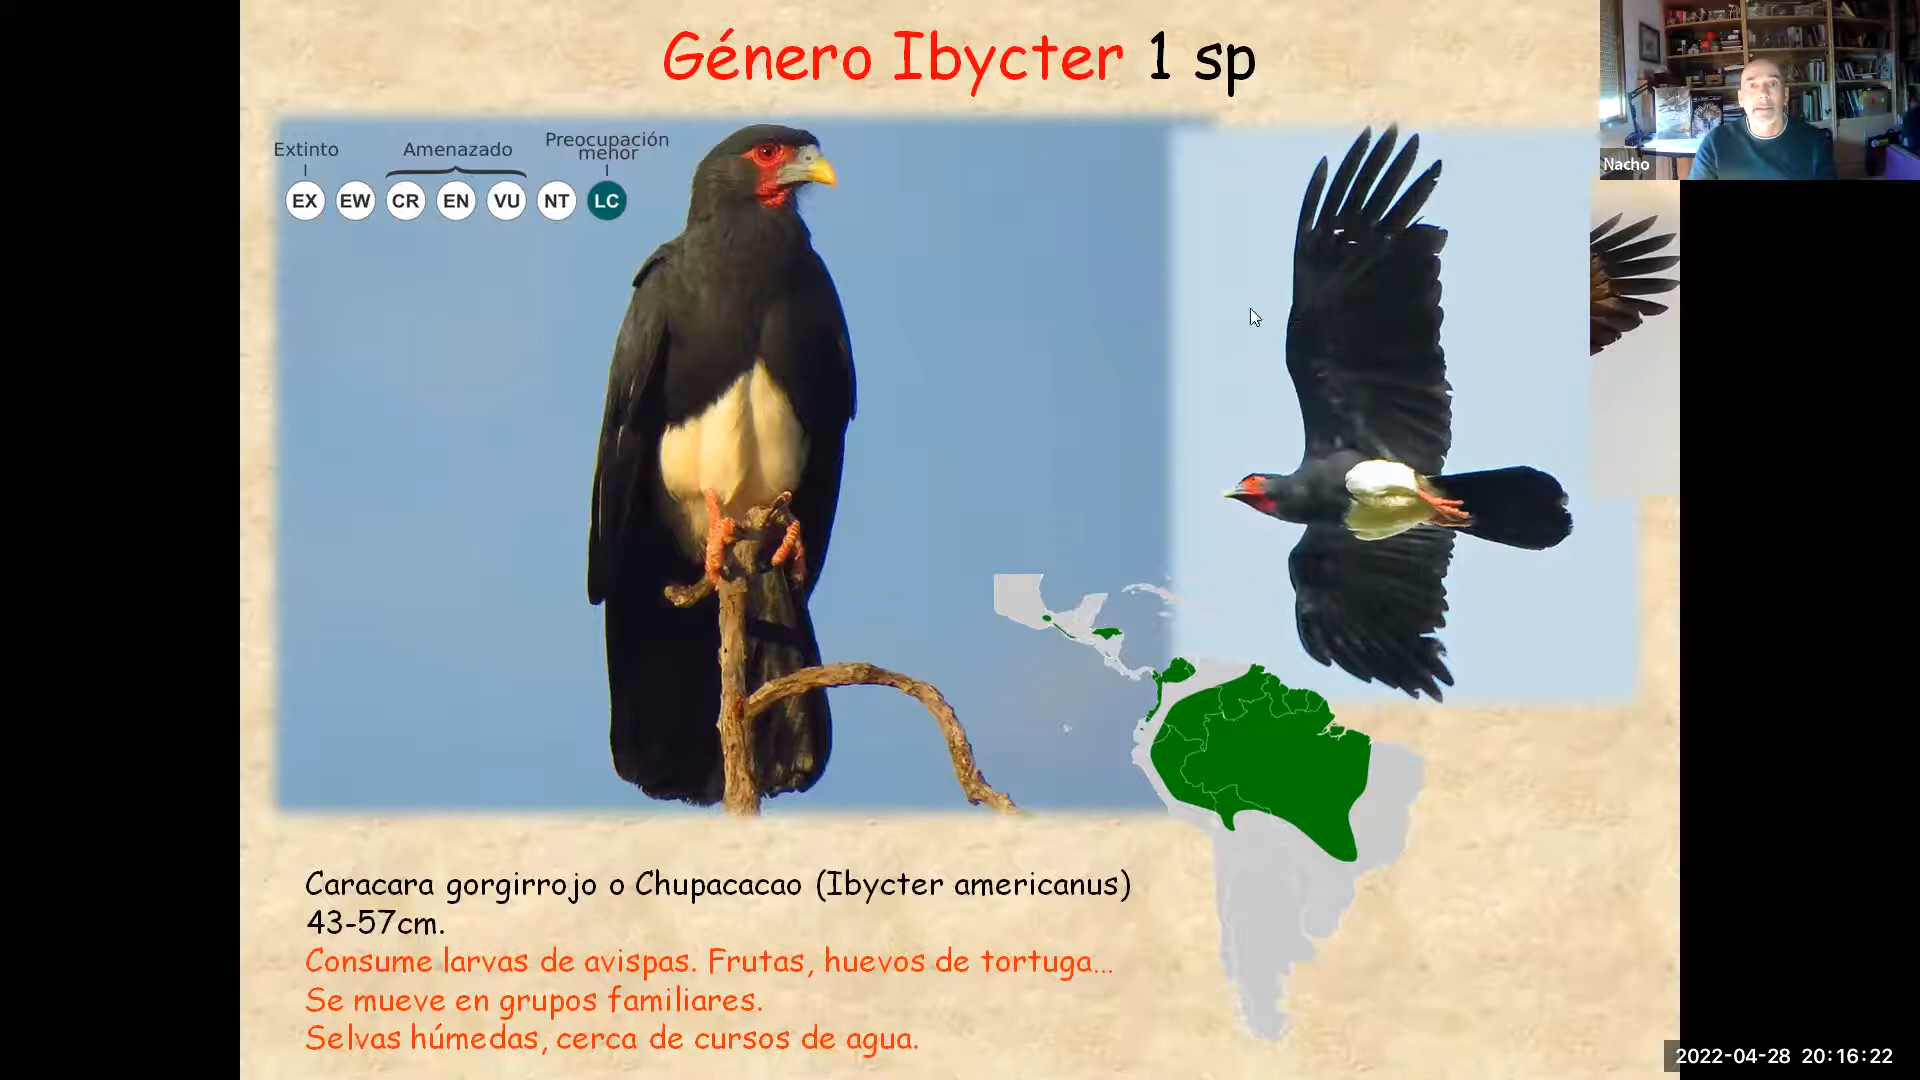 Género Ibycter 1 sp
Nacho
Extinto
Amenazado
Preocupación
menor
EX EW CR EN VU NT LC
Caracara gorgirrojo o Chupacacao (Ibycter americanus)
43-57cm.
Consume larvas de avispas. Frutas, huevos de tortuga...
Se mueve en grupos familiares.
Selvas húmedas, cerca de cursos de agua.
2022-04-28 20:16:22